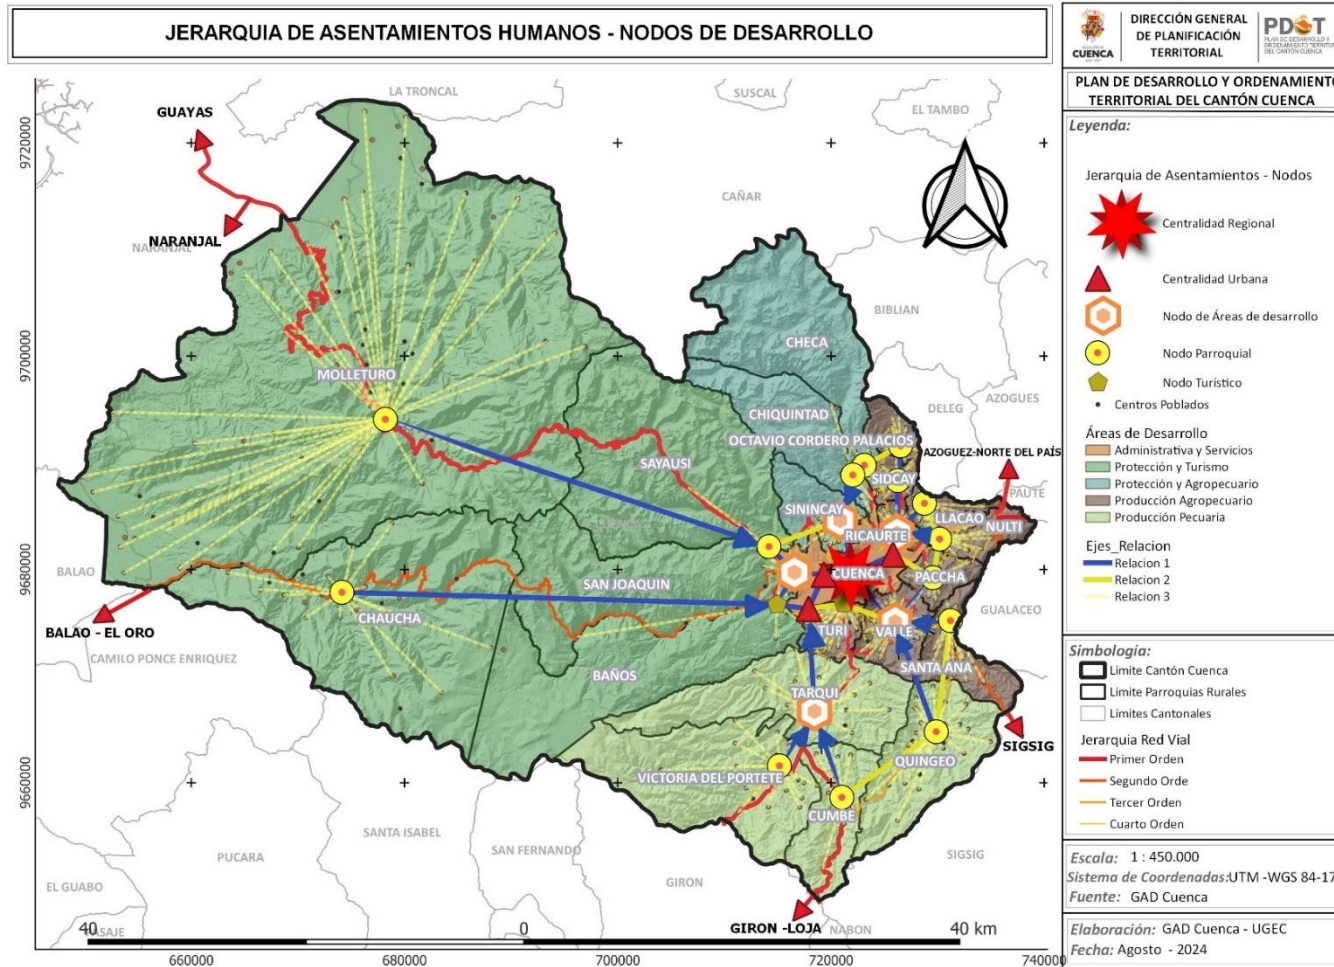 JERARQUIA DE ASENTAMIENTOS HUMANOS - NODOS DE DESARROLLO
CUENCA
DIRECCIÓN GENERAL
DE PLANIFICACIÓN
TERRITORIAL
PDOT
PLAN DE DESARROLLO Y ORDENAMIENTO
TERRITORIAL DEL CANTÓN CUENCA
Leyenda:
Jerarquia de Asentamientos - Nodos
Centralidad Regional
Centralidad Urbana
Nodo de Áreas de desarrollo
Nodo Parroquial
Nodo Turístico
Centros Poblados
Áreas de Desarrollo
Administrativa y Servicios
Protección y Turismo
Protección y Agropecuario
Producción Agropecuario
Producción Pecuaria
Ejes_Relacion
Relacion 1
Relacion 2
Relacion 3
Simbología:
Límite Cantón Cuenca
Límite Parroquias Rurales
Límites Cantonales
Jerarquia Red Vial
Primer Orden
Segundo Orde
Tercer Orden
Cuarto Orden
Escala: 1 : 450.000
Sistema de Coordenadas:UTM -WGS 84-17
Fuente: GAD Cuenca
Elaboración: GAD Cuenca - UGEC
Fecha: Agosto - 2024
LA TRONCAL
SUSCAL
EL TAMBO
GUAYAS
CAÑAR
NARANJAL
NARANJAL
BIBLIAN
CHECA
MOLLETURO
CHIQUINTAD
DELEG
AZOGUES
OCTAVIO CORDERO PALACIOS
AZOGUEZ-NORTE DEL PAÍS
SAYAUSI
SIDCAY
PAUTE
SININCAY
LLACAO
NULTI
RICAURTE
BALAO
CUENCA
PACCHA
SAN JOAQUIN
GUALACEO
CHAUCHA
BALAO - EL ORO
TURI
VALLE
CAMILO PONCE ENRIQUEZ
SANTA ANA
BAÑOS
TARQUI
SIGSIG
QUINGEO
VICTORIA DEL PORTETE
CUMBE
SANTA ISABEL
SAN FERNANDO
PUCARA
SIGSIG
GIRON
EL GUABO
GIRON -LOJA
NABON
PASAJE
40
0
40 km
9720000
9700000
9680000
9660000
660000
680000
700000
720000
740000